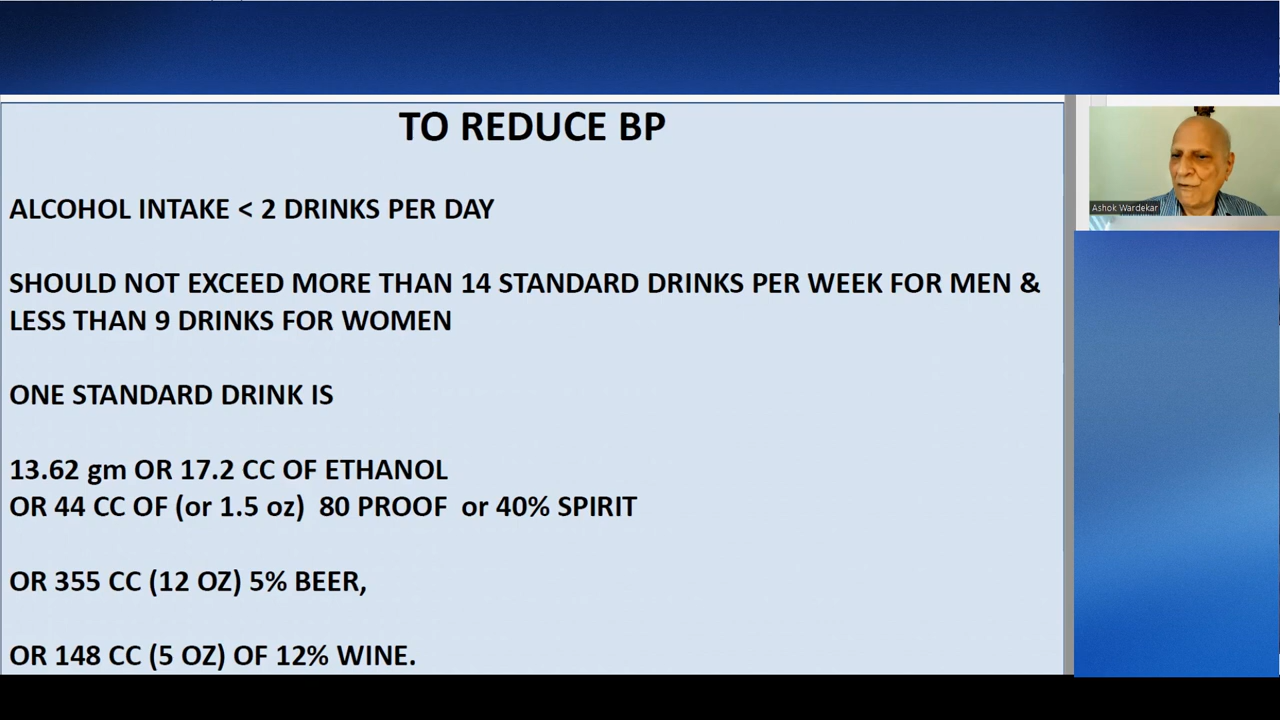 TO REDUCE BP
ALCOHOL INTAKE < 2 DRINKS PER DAY
SHOULD NOT EXCEED MORE THAN 14 STANDARD DRINKS PER WEEK FOR MEN &
LESS THAN 9 DRINKS FOR WOMEN
ONE STANDARD DRINK IS
13.62 gm OR 17.2 CC OF ETHANOL
OR 44 CC OF (or 1.5 oz)  80 PROOF  or 40% SPIRIT
OR 355 CC (12 OZ) 5% BEER,
OR 148 CC (5 OZ) OF 12% WINE.
Ashok Wardekar